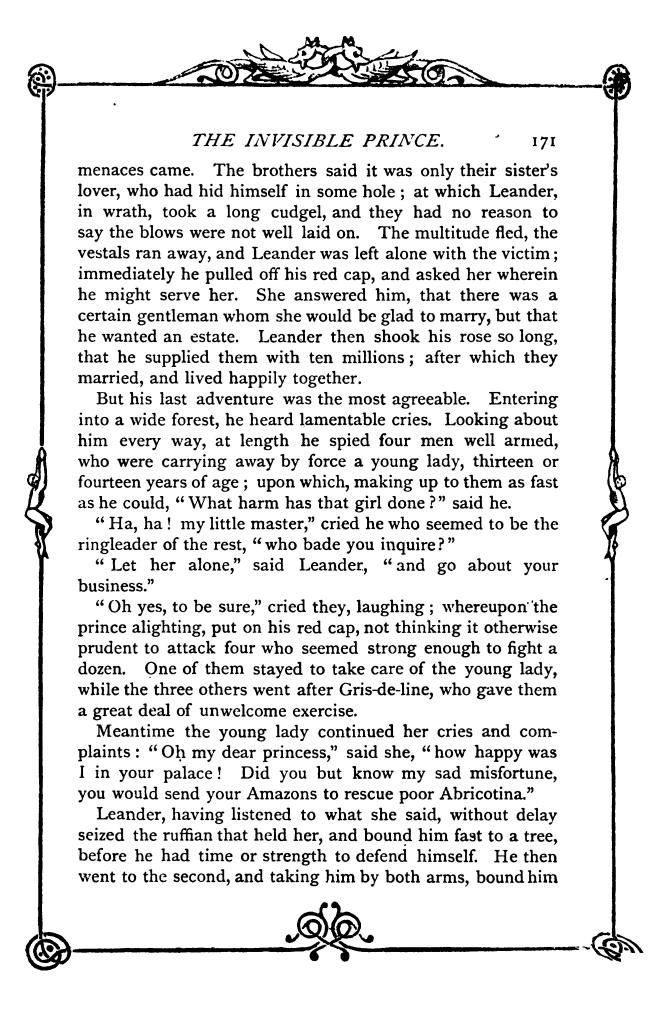 THE INVISIBLE PRINCE. 171
menaces came. The brothers said it was only their sister's
lover, who had hid himself in some hole ; at which Leander,
in wrath, took a long cudgel, and they had no reason to
say the blows were not well laid on. The multitude fled, the
vestals ran away, and Leander was left alone with the victim ;
immediately he pulled off his red cap, and asked her wherein
he might serve her. She answered him, that there was a
certain gentleman whom she would be glad to marry, but that
he wanted an estate. Leander then shook his rose so long,
that he supplied them with ten millions ; after which they
married, and lived happily together.
But his last adventure was the most agreeable. Entering
into a wide forest, he heard lamentable cries. Looking about
him every way, at length he spied four men well armed,
who were carrying away by force a young lady, thirteen or
fourteen years of age ; upon which, making up to them as fast
as he could, “ What harm has that girl done ? ” said he.
“ Ha, ha ! my little master,” cried he who seemed to be the
ringleader of the rest, “ who bade you inquire ? ”
“ Let her alone,” said Leander, “ and go about your
business.”
“ Oh yes, to be sure,” cried they, laughing ; whereupon the
prince alighting, put on his red cap, not thinking it otherwise
prudent to attack four who seemed strong enough to fight a
dozen. One of them stayed to take care of the young lady,
while the three others went after Gris-de-line, who gave them
a great deal of unwelcome exercise.
Meantime the young lady continued her cries and com-
plaints : “ Oh my dear princess,” said she, “ how happy was
I in your palace ! Did you but know my sad misfortune,
you would send your Amazons to rescue poor Abricotina.”
Leander, having listened to what she said, without delay
seized the ruffian that held her, and bound him fast to a tree,
before he had time or strength to defend himself. He then
went to the second, and taking him by both arms, bound him